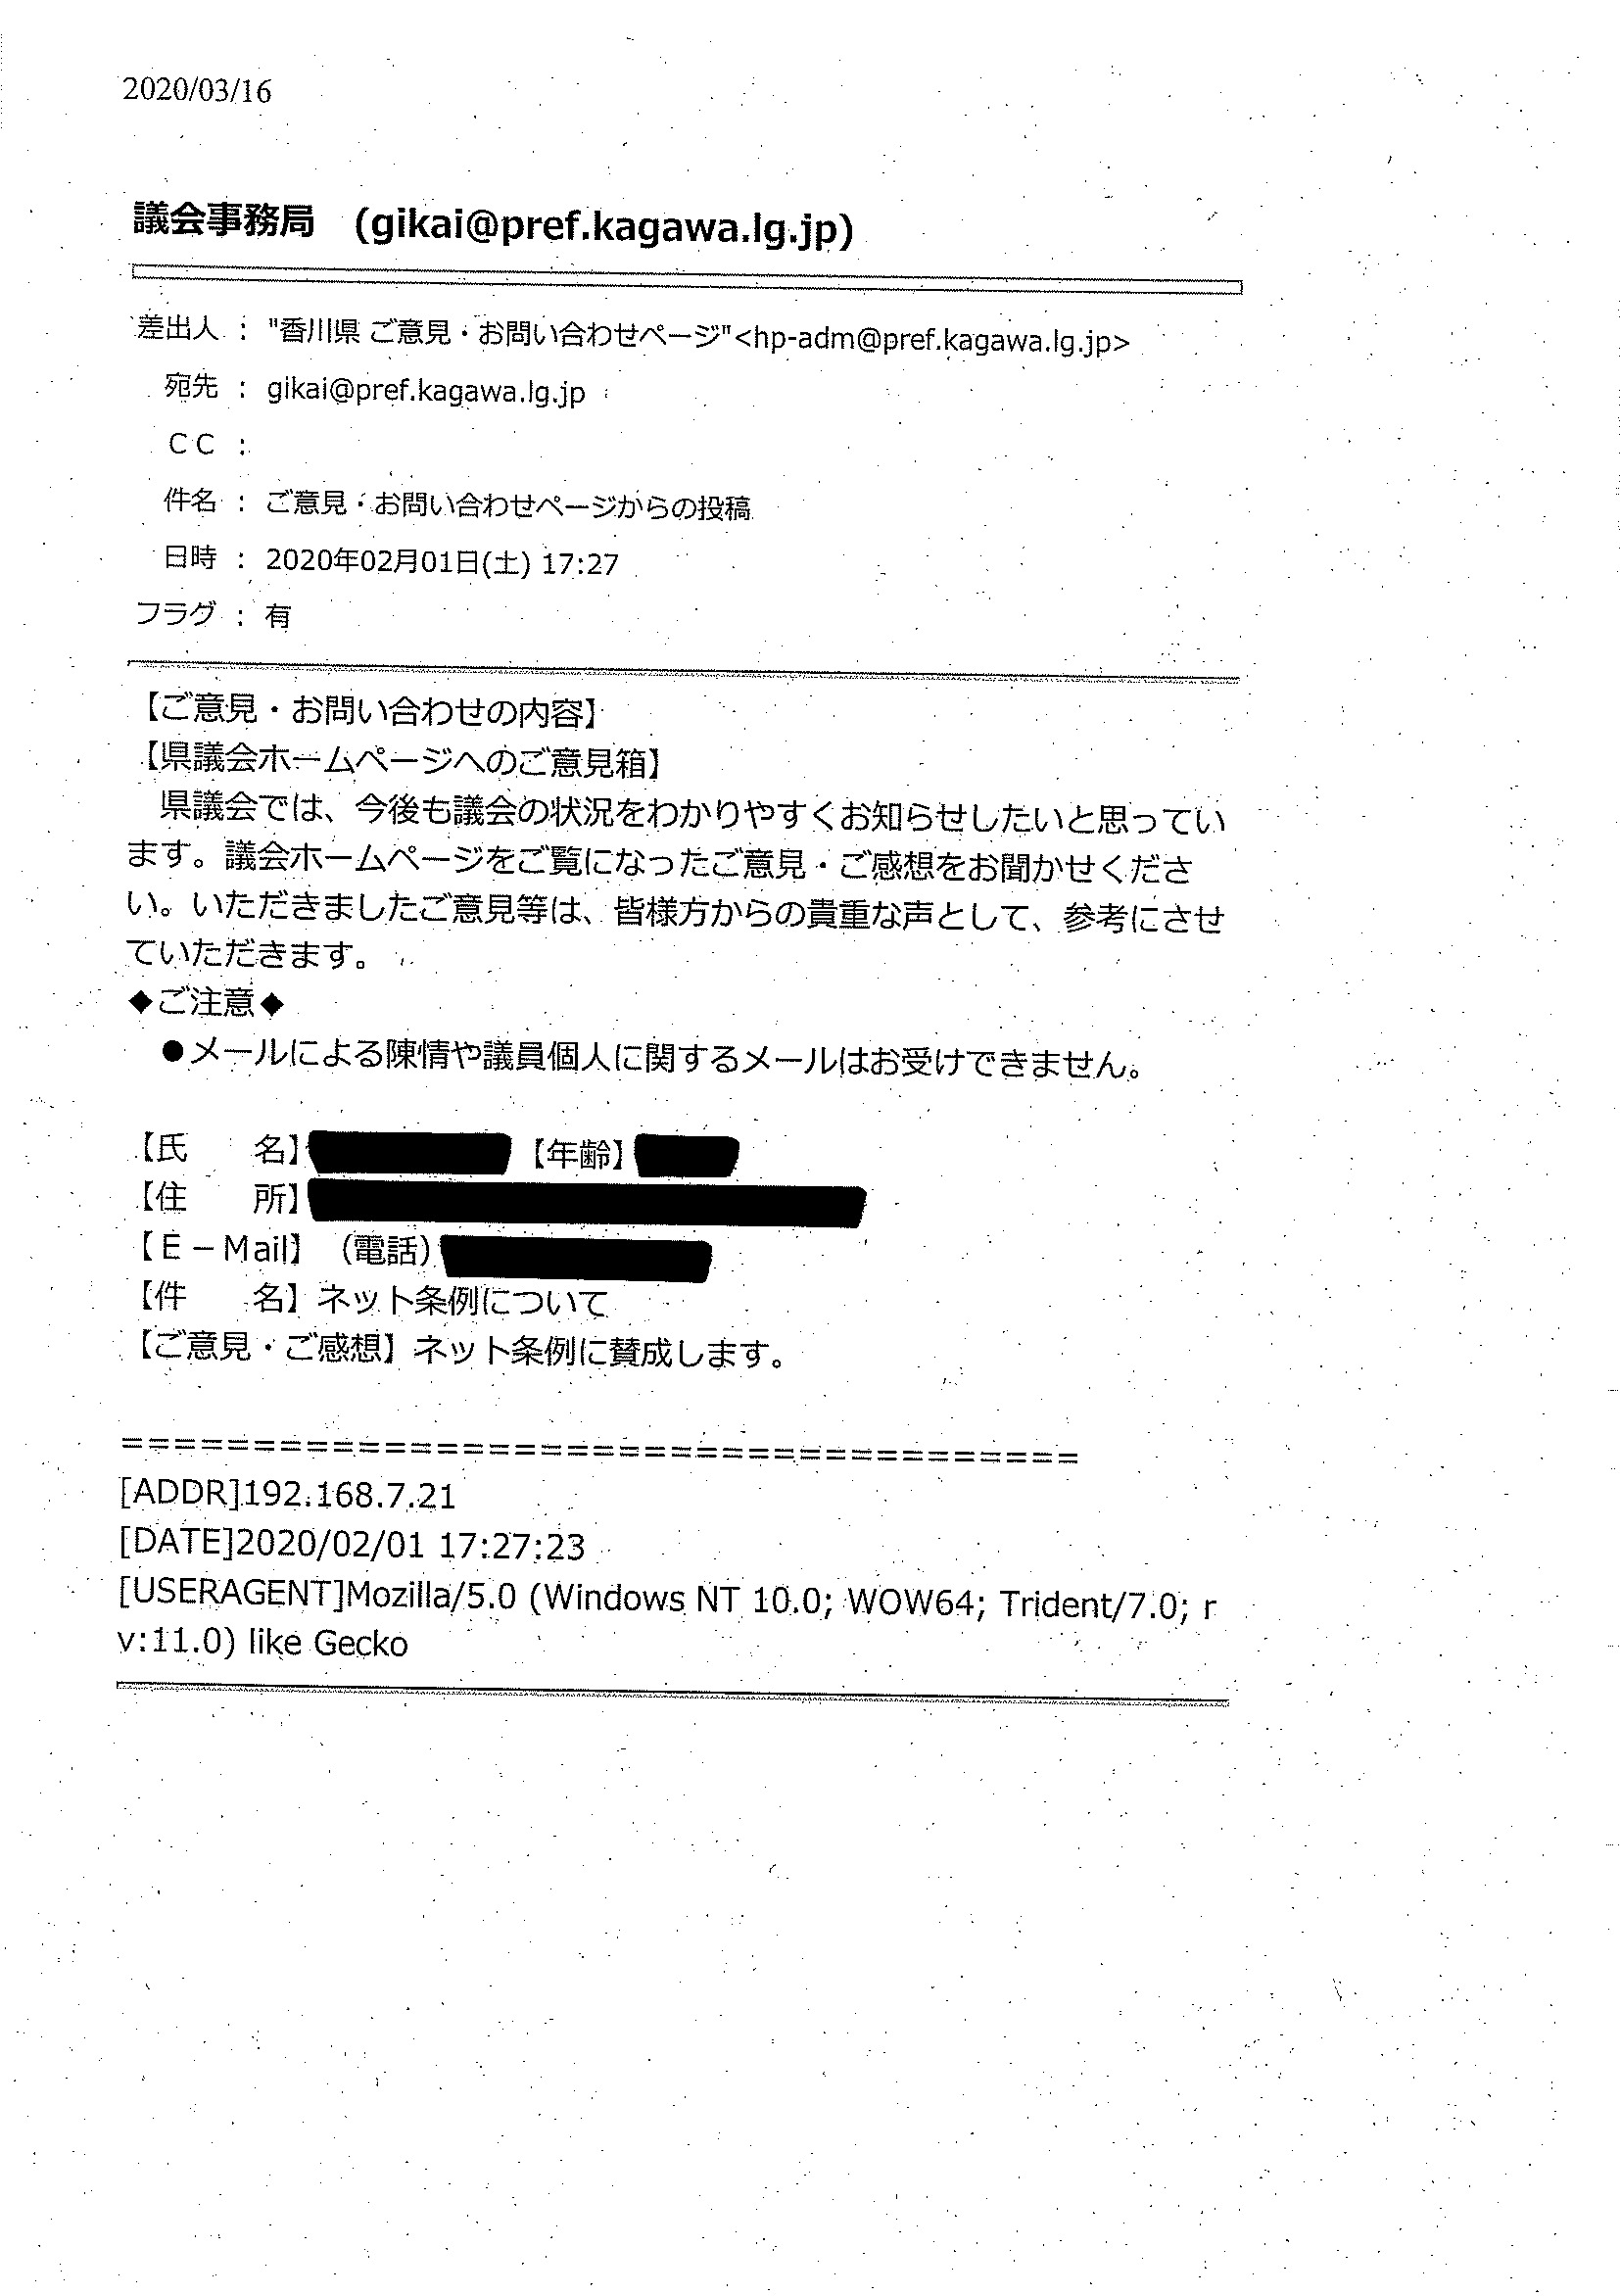 2020/03/16
議会事務局　(gikai@pref.kagawa.lg.jp)
差出人 : "香川県 ご意見・お問い合わせページ"<hp-adm@pref.kagawa.lg.jp>
宛先 : gikai@pref.kagawa.lg.jp
ＣＣ :
件名 : ご意見・お問い合わせページからの投稿
日時 : 2020年02月01日(土) 17:27
フラグ : 有
【ご意見・お問い合わせの内容】
【県議会ホームページへのご意見箱】
　県議会では、今後も議会の状況をわかりやすくお知らせしたいと思ってい
ます。議会ホームページをご覧になったご意見・ご感想をお聞かせくださ
い。いただきましたご意見等は、皆様方からの貴重な声として、参考にさせ
ていただきます。
◆ご注意◆
　●メールによる陳情や議員個人に関するメールはお受けできません。
【氏　　名】【年齢】
【住　　所】
【Ｅ－Mail】（電話）
【件　　名】ネット条例について
【ご意見・ご感想】ネット条例に賛成します。
=====================================
[ADDR]192.168.7.21
[DATE]2020/02/01 17:27:23
[USERAGENT]Mozilla/5.0 (Windows NT 10.0; WOW64; Trident/7.0; r
v:11.0) like Gecko